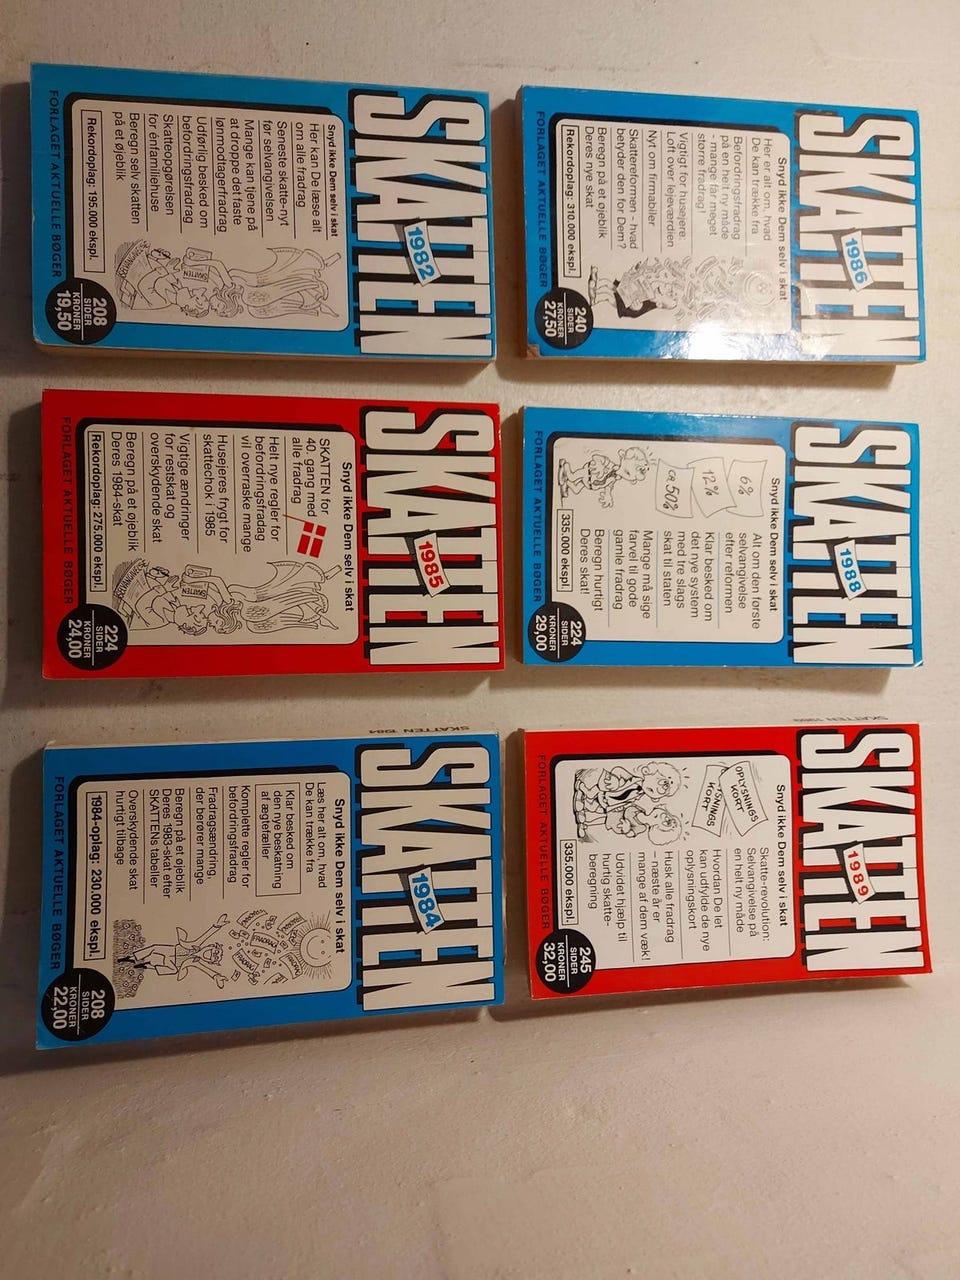 SKATTEN
1986
Snyd ikke Dem selv i skat
Her er alt om, hvad
De kan trække fra
Befordringsfradrag
på en helt ny måde
- mange får meget
større fradrag!
Vigtigt for husejere:
Loft over lejeværdien
Nyt om firmabiler
Skattereformen - hvad
betyder den for Dem?
Beregn på et øjeblik
Deres nye skat
Rekordoplag: 310.000 ekspl.
240
SIDER
KRONER
27,50
FORLAGET AKTUELLE BØGER
SKATTEN
1988
Snyd ikke Dem selv i skat
6%
12%
ca. 50%
Alt om den første
selvangivelse
efter reformen
Klar besked om
det nye system
med tre slags
skat til staten
Mange må sige
farvel til gode
gamle fradrag
Beregn hurtigt
Deres skat!
335.000 ekspl.
224
SIDER
KRONER
29,00
FORLAGET AKTUELLE BØGER
SKATTEN 1989
SKATTEN
1989
Snyd ikke Dem selv i skat
OPLYSNINGS
KORT
YSNINGS
KORT
Skatte-revolution:
Selvangivelse på
en helt ny måde
Hvordan De let
kan udfylde de nye
oplysningskort
Husk alle fradrag
– næste år er
mange af dem væk!
Udvidet hjælp til
hurtig skatte-
beregning
335.000 ekspl.
245
SIDER
KRONER
32,00
FORLAGET AKTUELLE BØGER
SKATTEN
1982
Snyd ikke Dem selv i skat
Her kan De læse alt
om alle fradrag
Seneste skatte-nyt
før selvangivelsen
Mange kan tjene på
at droppe det faste
lønmodtagerfradrag
Udførlig besked om
befordringsfradrag
Skatteopgørelsen
for énfamiliehuse
Beregn selv skatten
på et øjeblik
SKATTEN
Rekordoplag: 195.000 ekspl.
208
SIDER
KRONER
19,50
FORLAGET AKTUELLE BØGER
SKATTEN
1985
Snyd ikke Dem selv i skat
SKATTEN for
40. gang med
alle fradrag
Helt nye regler for
befordringsfradag
vil overraske mange
Husejeres frygt for
skattechok i 1985
Vigtige ændringer
for restskat og
overskydende skat
Beregn på et øjeblik
Deres 1984-skat
SKATTEN
Rekordoplag: 275.000 ekspl.
224
SIDER
KRONER
24,00
FORLAGET AKTUELLE BØGER
SKATTEN 1984
SKATTEN
1984
Snyd ikke Dem selv i skat
Læs her alt om, hvad
De kan trække fra
Klar besked om
den nye beskatning
af ægtefæller
Komplette regler for
befordringsfradrag
Fradragsændring,
der berører mange
Beregn på et øjeblik
Deres 1983-skat efter
SKATTENs tabeller
Overskydende skat
hurtigt tilbage
1984-oplag: 230.000 ekspl.
208
SIDER
KRONER
22,00
FORLAGET AKTUELLE BØGER